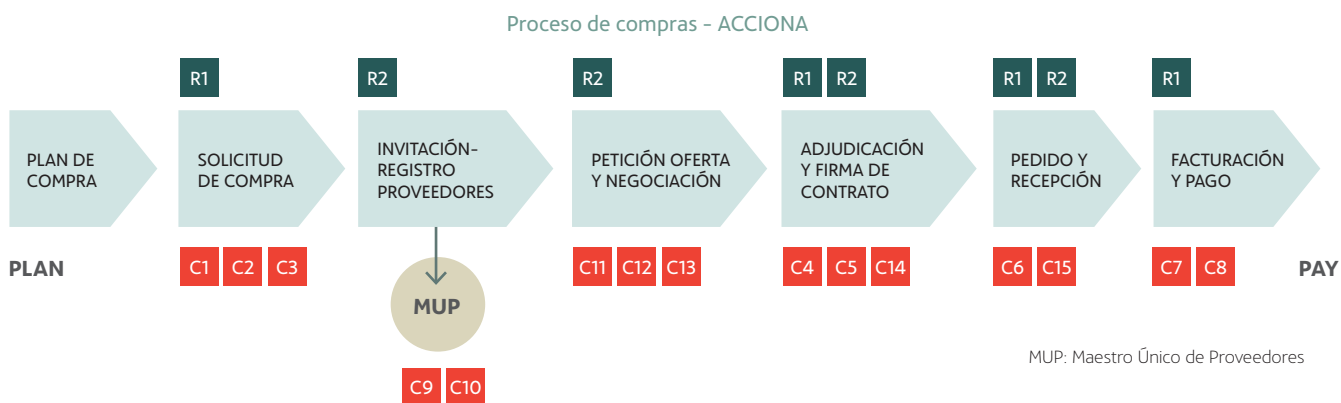 Proceso de compras - ACCIONA
R1
R2
R2
R1 R2
R1 R2
R1
PLAN DE
COMPRA
SOLICITUD
DE COMPRA
INVITACIÓN-
REGISTRO
PROVEEDORES
PETICIÓN OFERTA
Y NEGOCIACIÓN
ADJUDICACIÓN
Y FIRMA DE
CONTRATO
PEDIDO Y
RECEPCIÓN
FACTURACIÓN
Y PAGO
PLAN
C1 C2 C3
C11 C12 C13
C4 C5 C14
C6 C15
C7 C8
PAY
MUP
C9 C10
MUP: Maestro Único de Proveedores